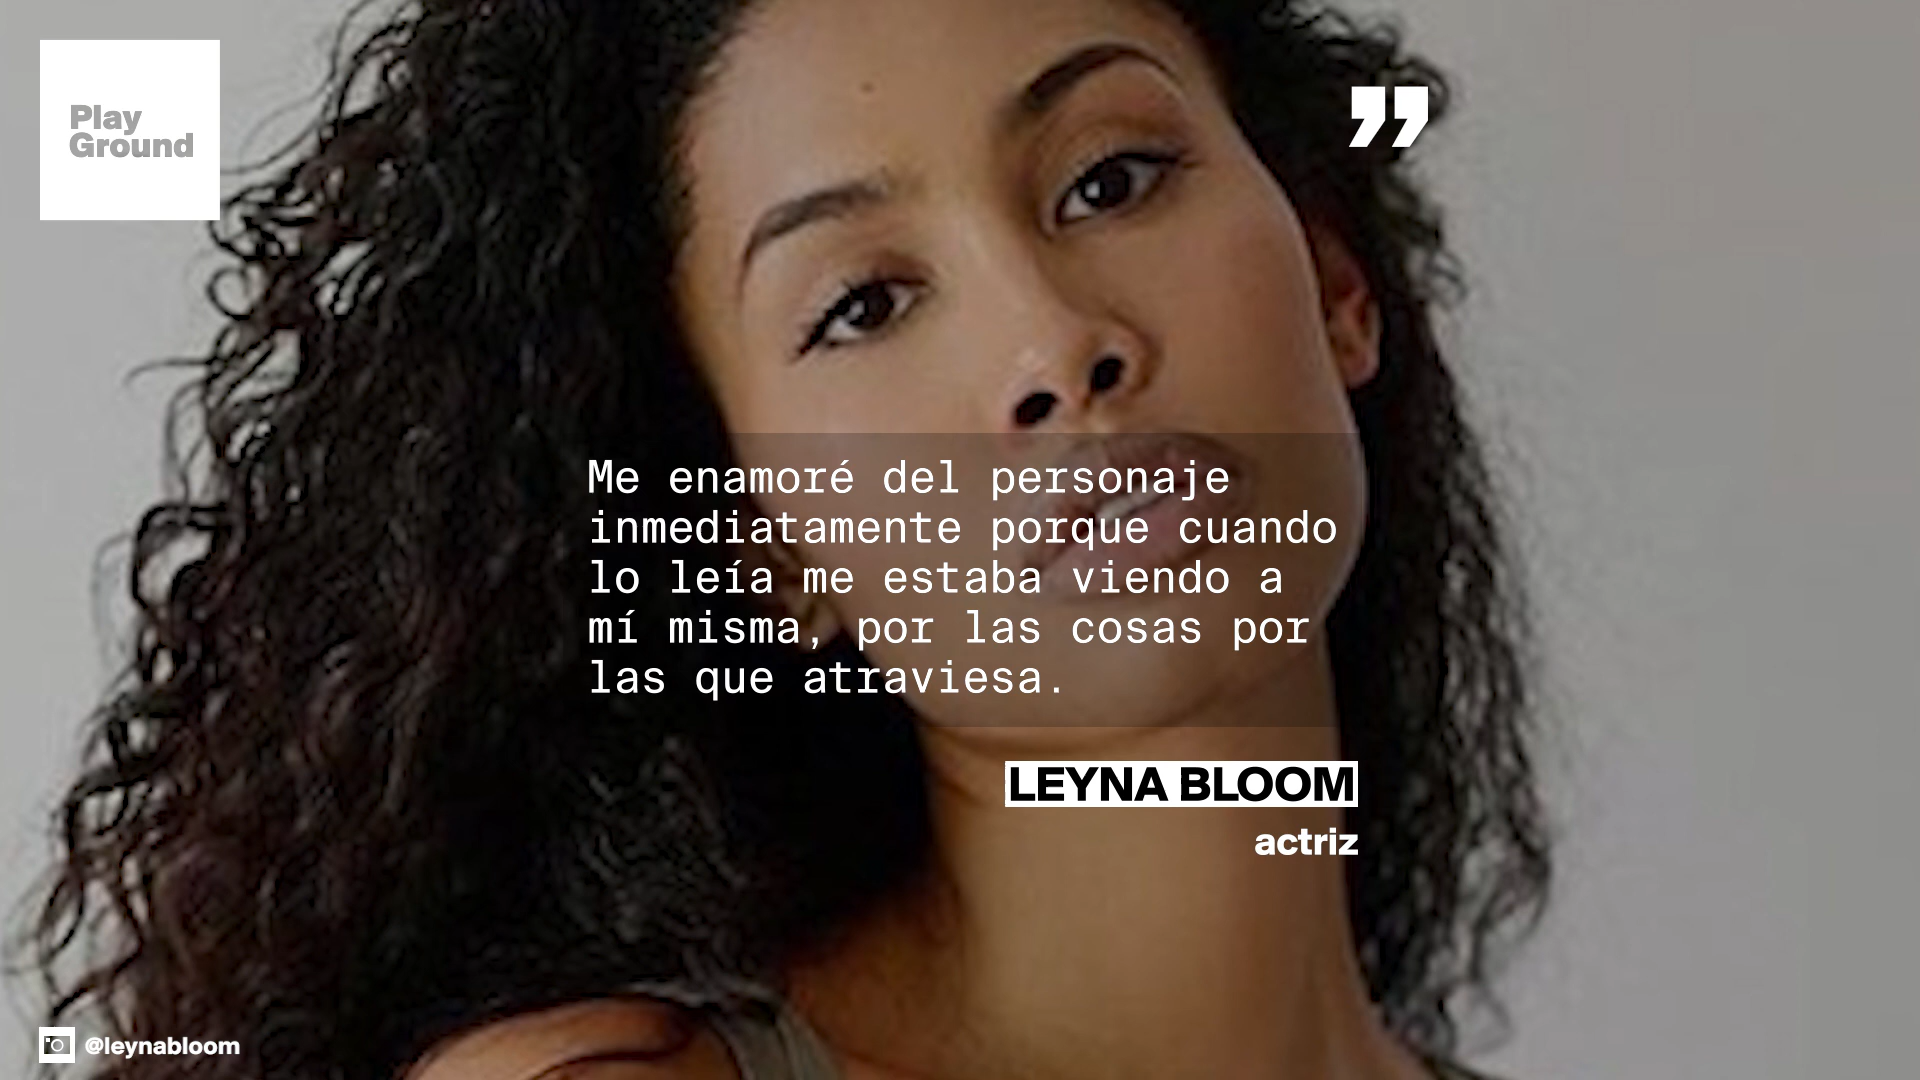 Play
Ground
”
Me enamoré del personaje
inmediatamente porque cuando
lo leía me estaba viendo a
mí misma, por las cosas por
las que atraviesa.
LEYNA BLOOM
actriz
@leynabloom